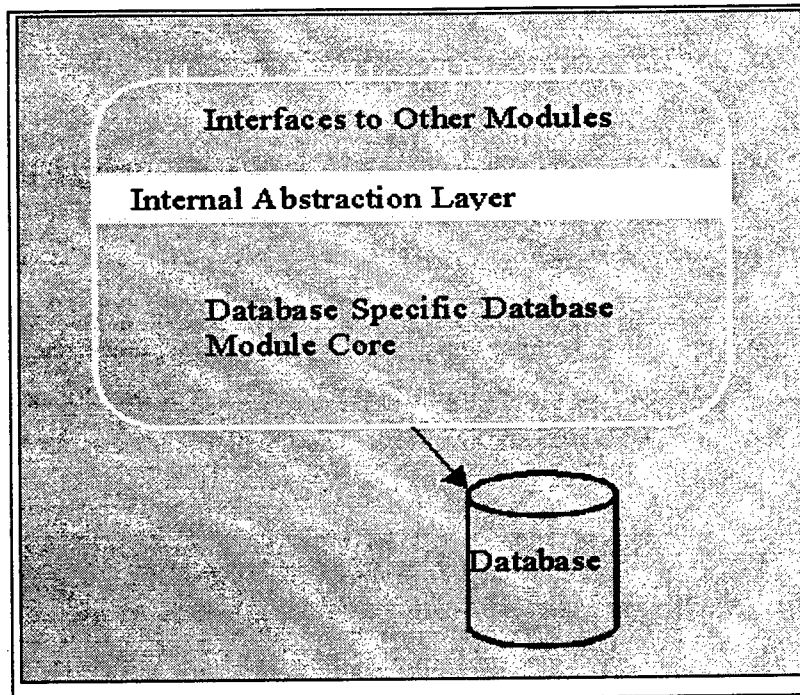 Interfaces to Other Modules
Internal Abstraction Layer
Database Specific Database
Module Core
Database